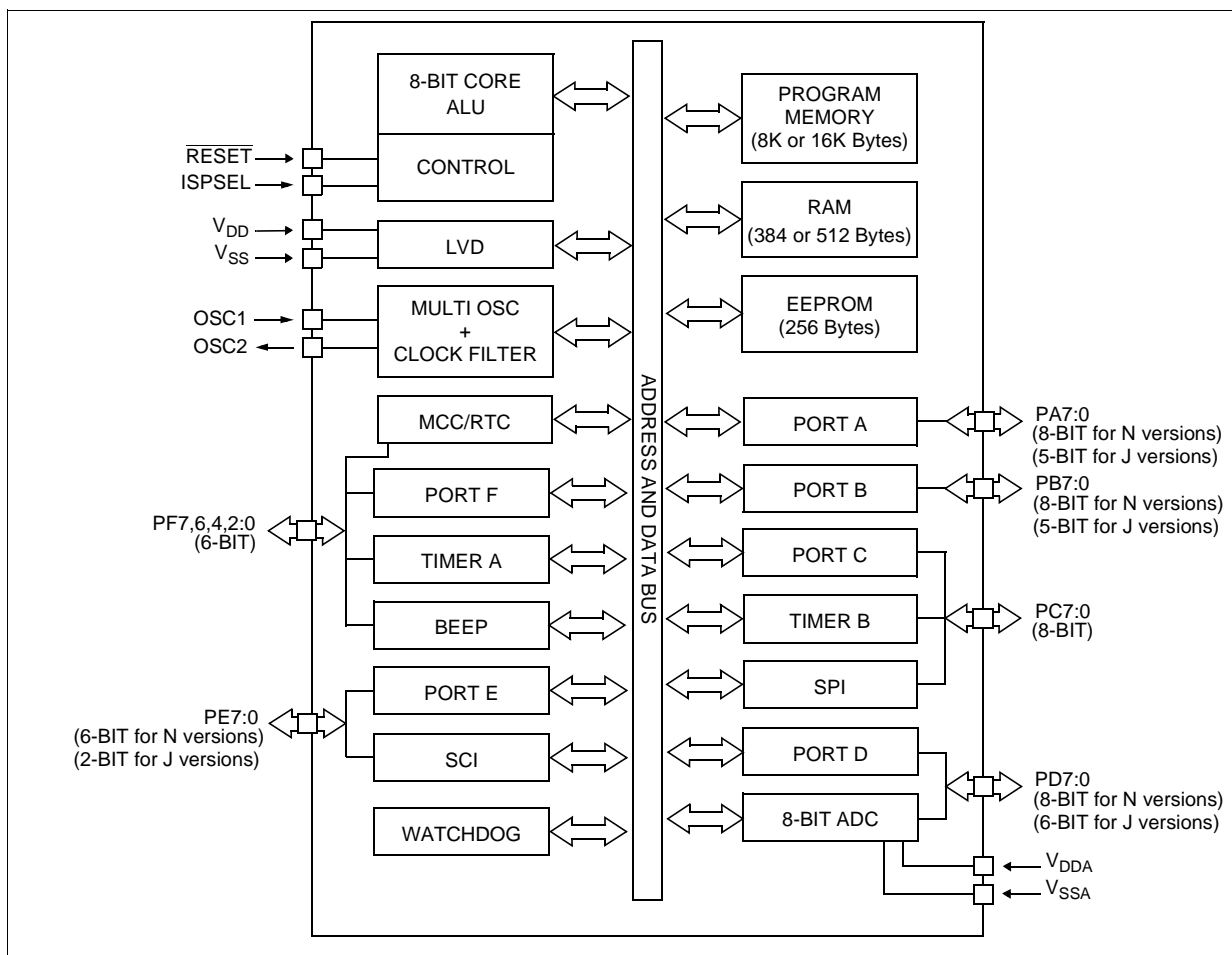 8-BIT CORE
ALU
CONTROL
RESET
ISPSEL
VDD
VSS
LVD
OSC1
OSC2
MULTI OSC
+
CLOCK FILTER
MCC/RTC
PORT F
PF7,6,4,2:0
(6-BIT)
TIMER A
BEEP
PORT E
PE7:0
(6-BIT for N versions)
(2-BIT for J versions)
SCI
WATCHDOG
ADDRESS AND DATA BUS
PROGRAM
MEMORY
(8K or 16K Bytes)
RAM
(384 or 512 Bytes)
EEPROM
(256 Bytes)
PORT A
PA7:0
(8-BIT for N versions)
(5-BIT for J versions)
PORT B
PB7:0
(8-BIT for N versions)
(5-BIT for J versions)
PORT C
TIMER B
PC7:0
(8-BIT)
SPI
PORT D
PD7:0
(8-BIT for N versions)
(6-BIT for J versions)
8-BIT ADC
VDDA
VSSA